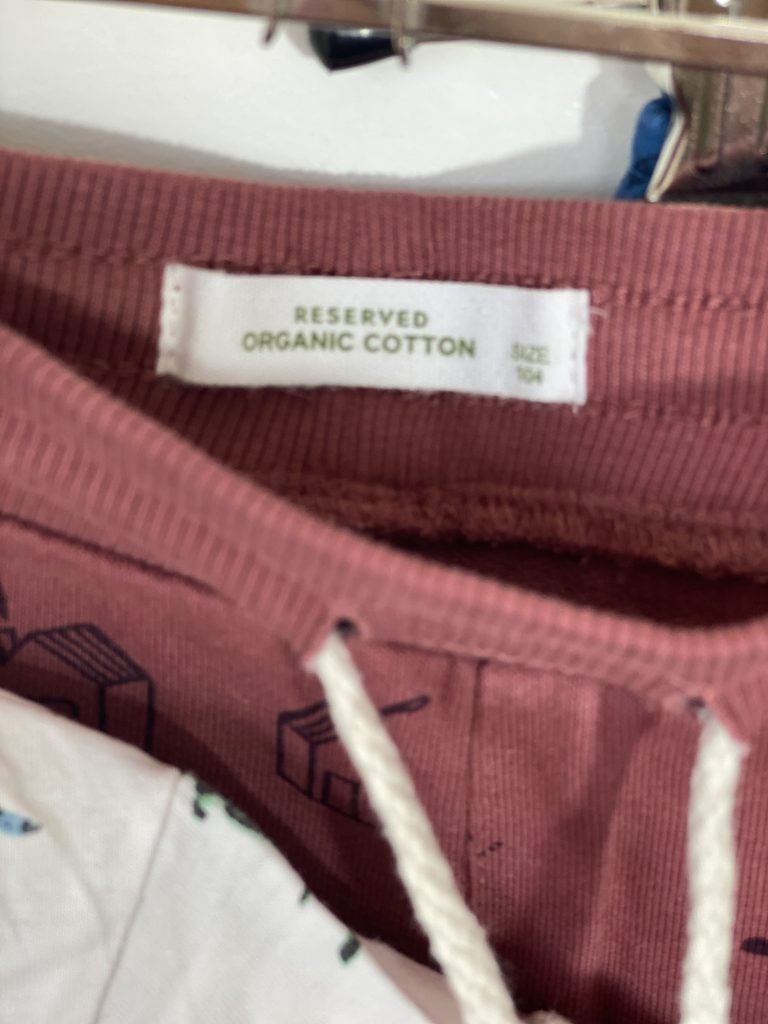 RESERVED
ORGANIC COTTON
SIZE
104